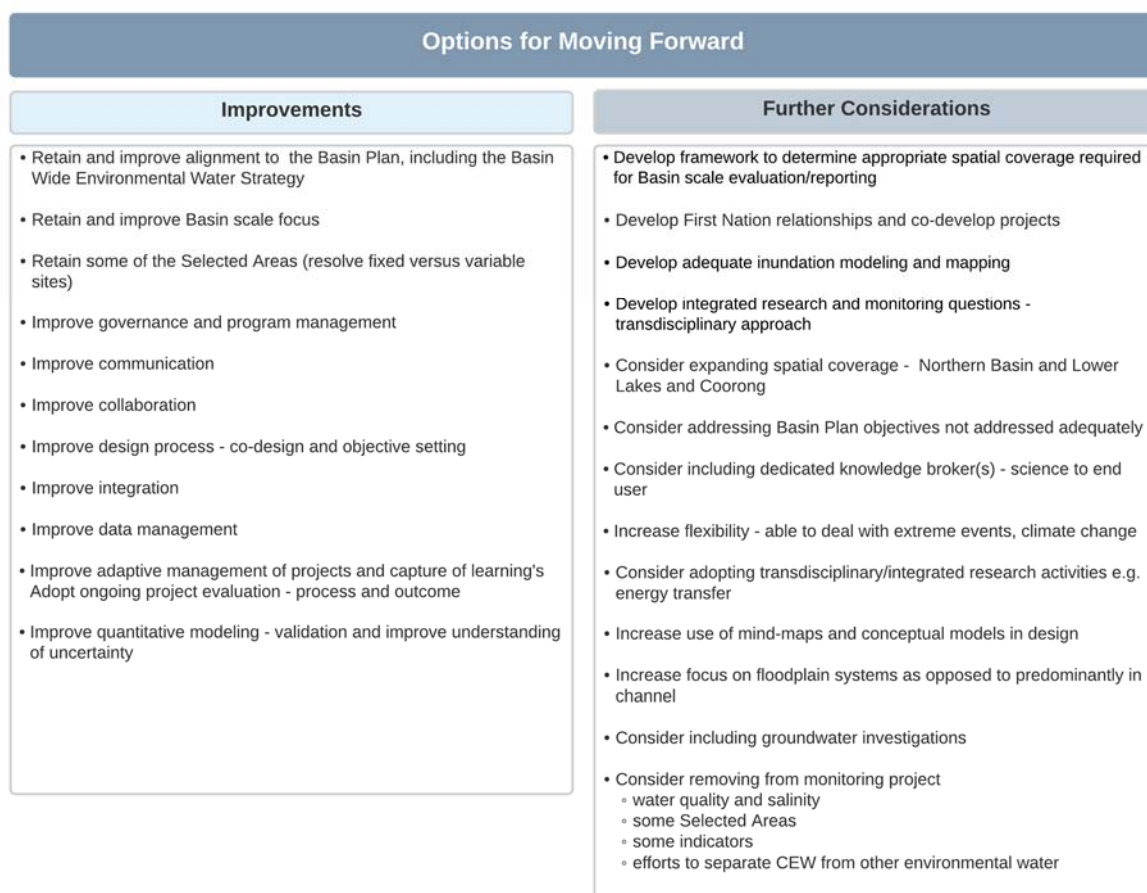 Options for Moving Forward
Improvements
• Retain and improve alignment to the Basin Plan, including the Basin
Wide Environmental Water Strategy
• Retain and improve Basin scale focus
• Retain some of the Selected Areas (resolve fixed versus variable
sites)
• Improve governance and program management
• Improve communication
• Improve collaboration
• Improve design process - co-design and objective setting
• Improve integration
• Improve data management
• Improve adaptive management of projects and capture of learning's
Adopt ongoing project evaluation - process and outcome
• Improve quantitative modeling - validation and improve understanding
of uncertainty
Further Considerations
• Develop framework to determine appropriate spatial coverage required
for Basin scale evaluation/reporting
• Develop First Nation relationships and co-develop projects
• Develop adequate inundation modeling and mapping
• Develop integrated research and monitoring questions -
transdisciplinary approach
• Consider expanding spatial coverage - Northern Basin and Lower
Lakes and Coorong
• Consider addressing Basin Plan objectives not addressed adequately
• Consider including dedicated knowledge broker(s) - science to end
user
• Increase flexibility - able to deal with extreme events, climate change
• Consider adopting transdisciplinary/integrated research activities e.g.
energy transfer
• Increase use of mind-maps and conceptual models in design
• Increase focus on floodplain systems as opposed to predominantly in
channel
• Consider including groundwater investigations
• Consider removing from monitoring project
◦ water quality and salinity
◦ some Selected Areas
◦ some indicators
◦ efforts to separate CEW from other environmental water